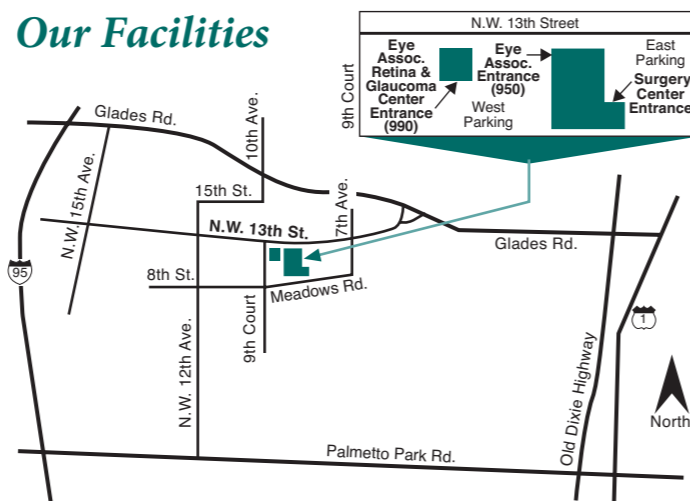 Our Facilities
N.W. 13th Street
9th Court
Eye
Assoc.
Retina &
Glaucoma
Center
Entrance
(990)
Eye
Assoc.
Entrance
(950)
West
Parking
East
Parking
Surgery
Center
Entrance
Glades Rd.
10th Ave.
N.W. 15th Ave.
15th St.
7th Ave.
N.W. 13th St.
Glades Rd.
95
8th St.
Meadows Rd.
9th Court
N.W. 12th Ave.
1
Old Dixie Highway
North
Palmetto Park Rd.